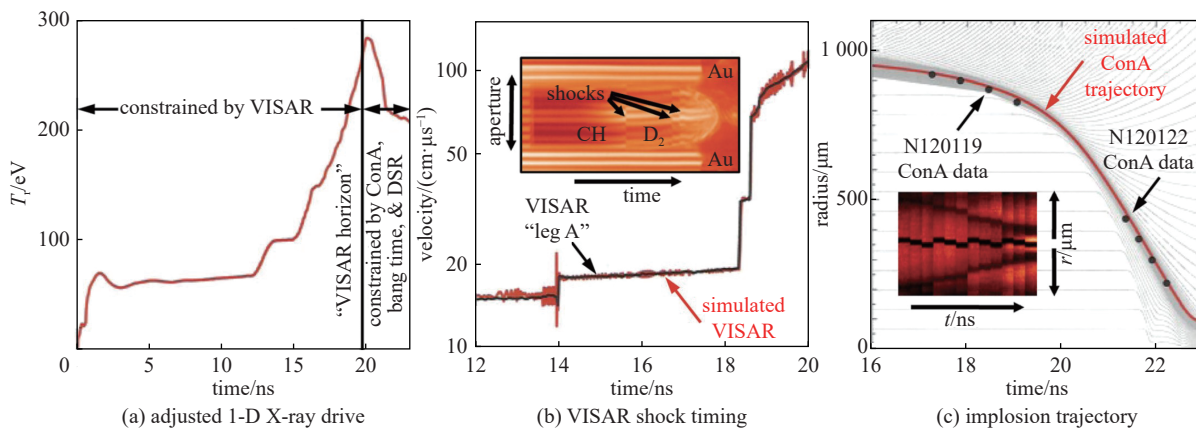 300
200
100
0
T_r/eV
constrained by VISAR
“VISAR horizon”
constrained by ConA,
bang time, & DSR
0 5 10 15 20 25
time/ns
(a) adjusted 1-D X-ray drive
100
50
20
10
velocity/(cm·μs⁻¹)
aperture
shocks
CH
D₂
Au
Au
time
VISAR
“leg A”
simulated
VISAR
12 14 16 18 20
time/ns
(b) VISAR shock timing
1 000
500
0
radius/μm
simulated
ConA
trajectory
N120119
ConA data
N120122
ConA data
r/μm
t/ns
16 18 20 22
time/ns
(c) implosion trajectory